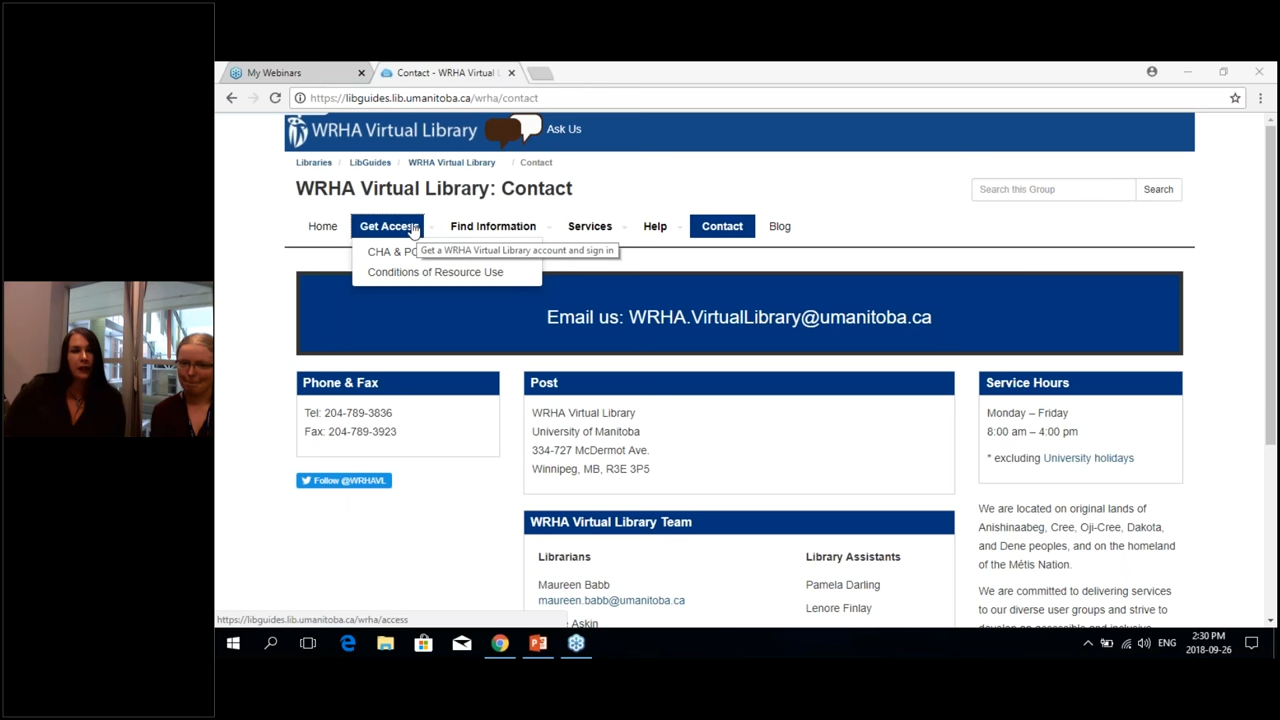 My Webinars
Contact - WRHA Virtual L
https://libguides.lib.umanitoba.ca/wrha/contact
WRHA Virtual Library
Ask Us
Libraries / LibGuides / WRHA Virtual Library / Contact
WRHA Virtual Library: Contact
Search this Group
Search
Home
Get Access
Find Information
Services
Help
Contact
Blog
CHA & PC
Get a WRHA Virtual Library account and sign in
Conditions of Resource Use
Email us: WRHA.VirtualLibrary@umanitoba.ca
Phone & Fax
Tel: 204-789-3836
Fax: 204-789-3923
Follow @WRHAVL
Post
WRHA Virtual Library
University of Manitoba
334-727 McDermot Ave.
Winnipeg, MB, R3E 3P5
WRHA Virtual Library Team
Librarians
Maureen Babb
maureen.babb@umanitoba.ca
Askin
Library Assistants
Pamela Darling
Lenore Finlay
Service Hours
Monday – Friday
8:00 am – 4:00 pm
* excluding University holidays
We are located on original lands of
Anishinaabeg, Cree, Oji-Cree, Dakota,
and Dene peoples, and on the homeland
of the Métis Nation.
We are committed to delivering services
to our diverse user groups and strive to
https://libguides.lib.umanitoba.ca/wrha/access
ENG
2:30 PM
2018-09-26